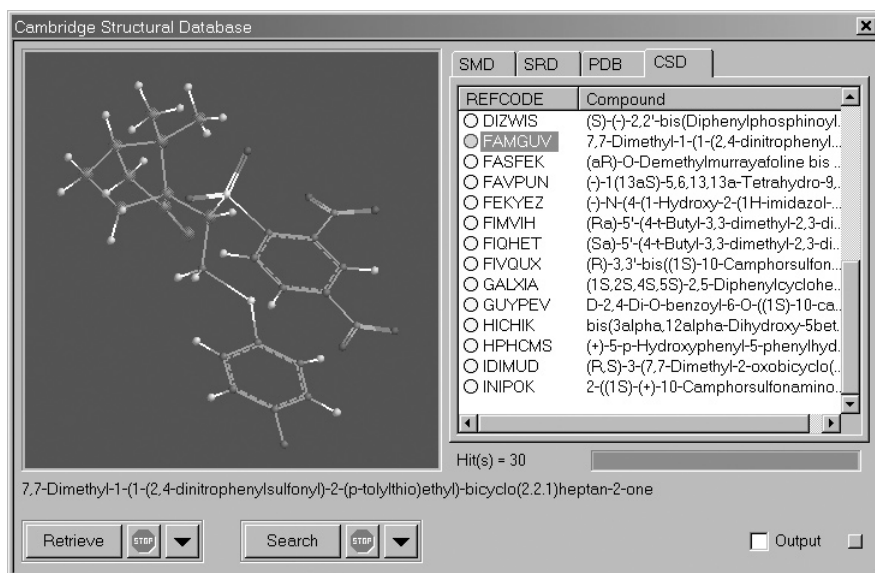 Cambridge Structural Database
SMD SRD PDB CSD
REFCODE Compound
DIZWIS (S)-(-)-2,2'-bis(Diphenylphosphinoyl...
FAMGUV 7,7-Dimethyl-1-(1-(2,4-dinitrophenyl...
FASFEK (aR)-O-Demethylmurrayafoline bis ...
FAVPUN (-)-1(13aS)-5,6,13,13a-Tetrahydro-9,...
FEKYEZ (-)-N-(4-(1-Hydroxy-2-(1H-imidazol-...
FIMVIH (Ra)-5'-(4-t-Butyl-3,3-dimethyl-2,3-di...
FIQHET (Sa)-5'-(4-t-Butyl-3,3-dimethyl-2,3-di...
FIVQUX (R)-3,3'-bis((1S)-10-Camphorsulfon...
GALXIA (1S,2S,4S,5S)-2,5-Diphenylcyclohe...
GUYPEV D-2,4-Di-O-benzoyl-6-O-((1S)-10-ca...
HICHIK bis(3alpha,12alpha-Dihydroxy-5bet...
HPHCMS (+)-5-p-Hydroxyphenyl-5-phenylhyd...
IDIMUD (R,S)-3-(7,7-Dimethyl-2-oxobicyclo(...
INIPOK 2-((1S)-(+)-10-Camphorsulfonamino...
Hit(s) = 30
7,7-Dimethyl-1-(1-(2,4-dinitrophenylsulfonyl)-2-(p-tolylthio)ethyl)-bicyclo(2.2.1)heptan-2-one
Retrieve STOP Search STOP Output